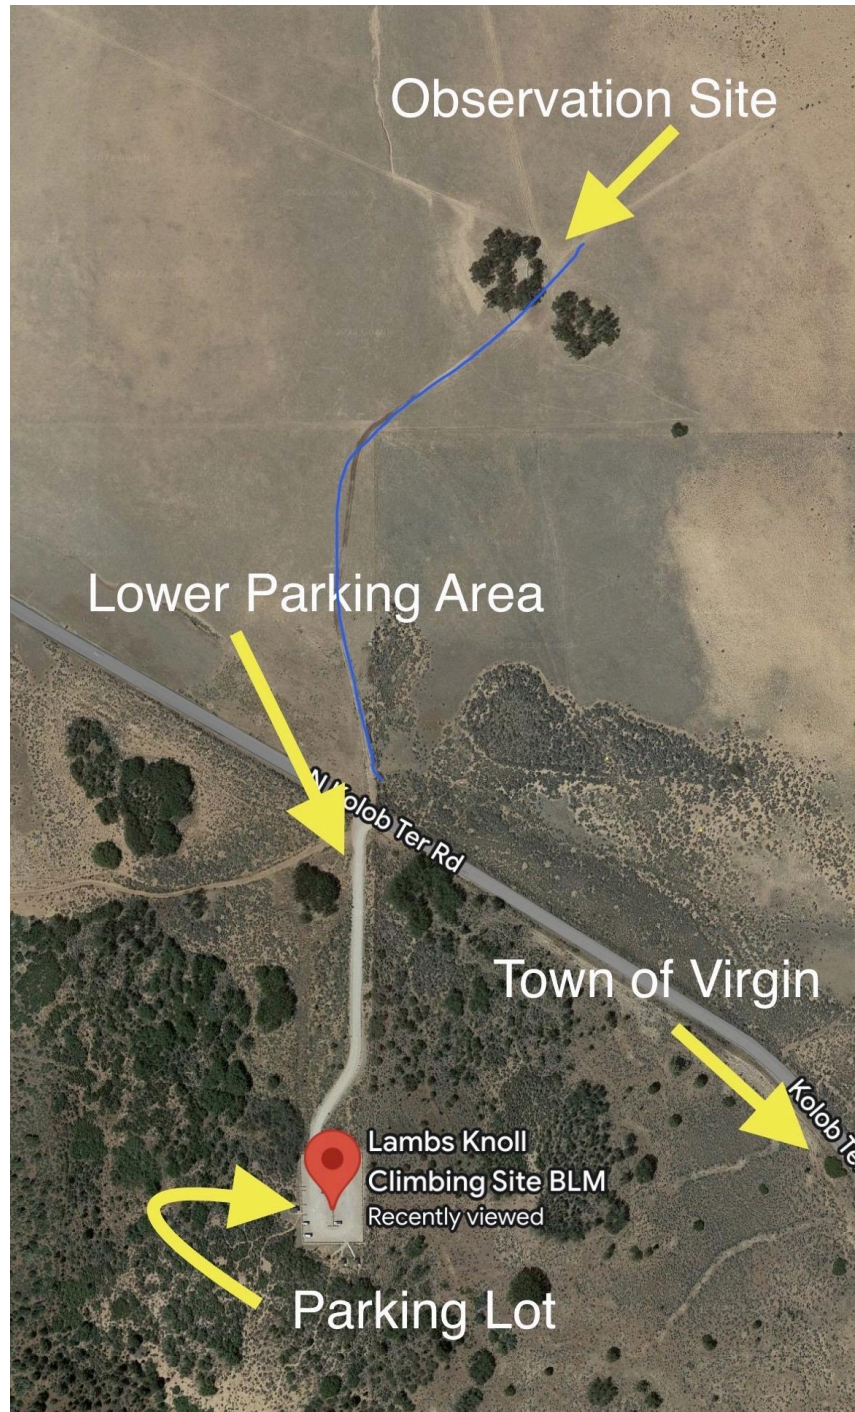 Observation Site
Lower Parking Area
N Kolob Ter Rd
Town of Virgin
Kolob Te
Lambs Knoll
Climbing Site BLM
Recently viewed
Parking Lot